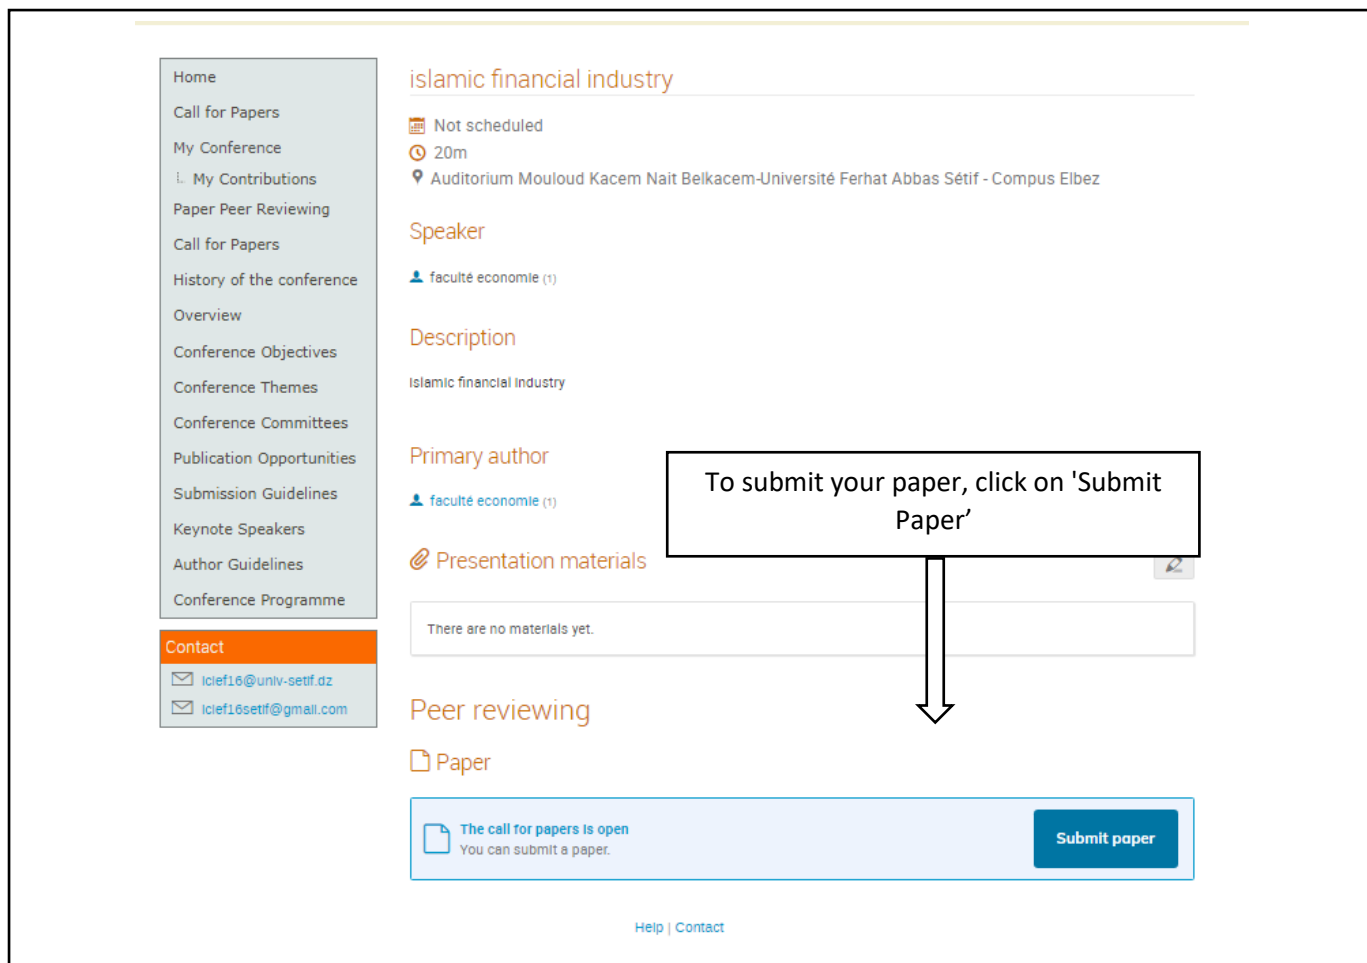 Home
Call for Papers
My Conference
My Contributions
Paper Peer Reviewing
Call for Papers
History of the conference
Overview
Conference Objectives
Conference Themes
Conference Committees
Publication Opportunities
Submission Guidelines
Keynote Speakers
Author Guidelines
Conference Programme
Contact
icief16@univ-setif.dz
icief16setif@gmail.com
islamic financial industry
Not scheduled
20m
Auditorium Mouloud Kacem Nait Belkacem-Université Ferhat Abbas Sétif - Compus Elbez
Speaker
faculté economie (1)
Description
islamic financial industry
Primary author
faculté economie (1)
To submit your paper, click on 'Submit
Paper’
Presentation materials
There are no materials yet.
Peer reviewing
Paper
The call for papers is open
You can submit a paper.
Submit paper
Help | Contact